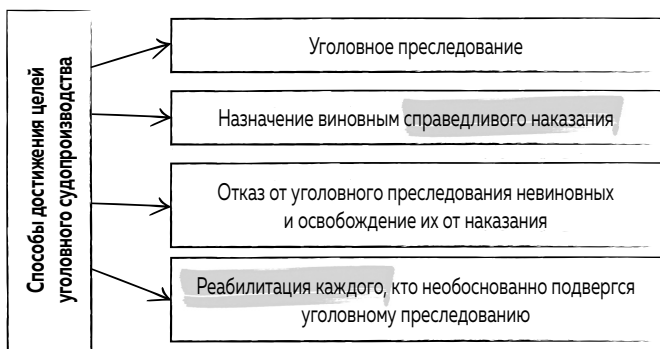 Способы достижения целей
уголовного судопроизводства
Уголовное преследование
Назначение виновным справедливого наказания
Отказ от уголовного преследования невиновных
и освобождение их от наказания
Реабилитация каждого, кто необоснованно подвергся
уголовному преследованию